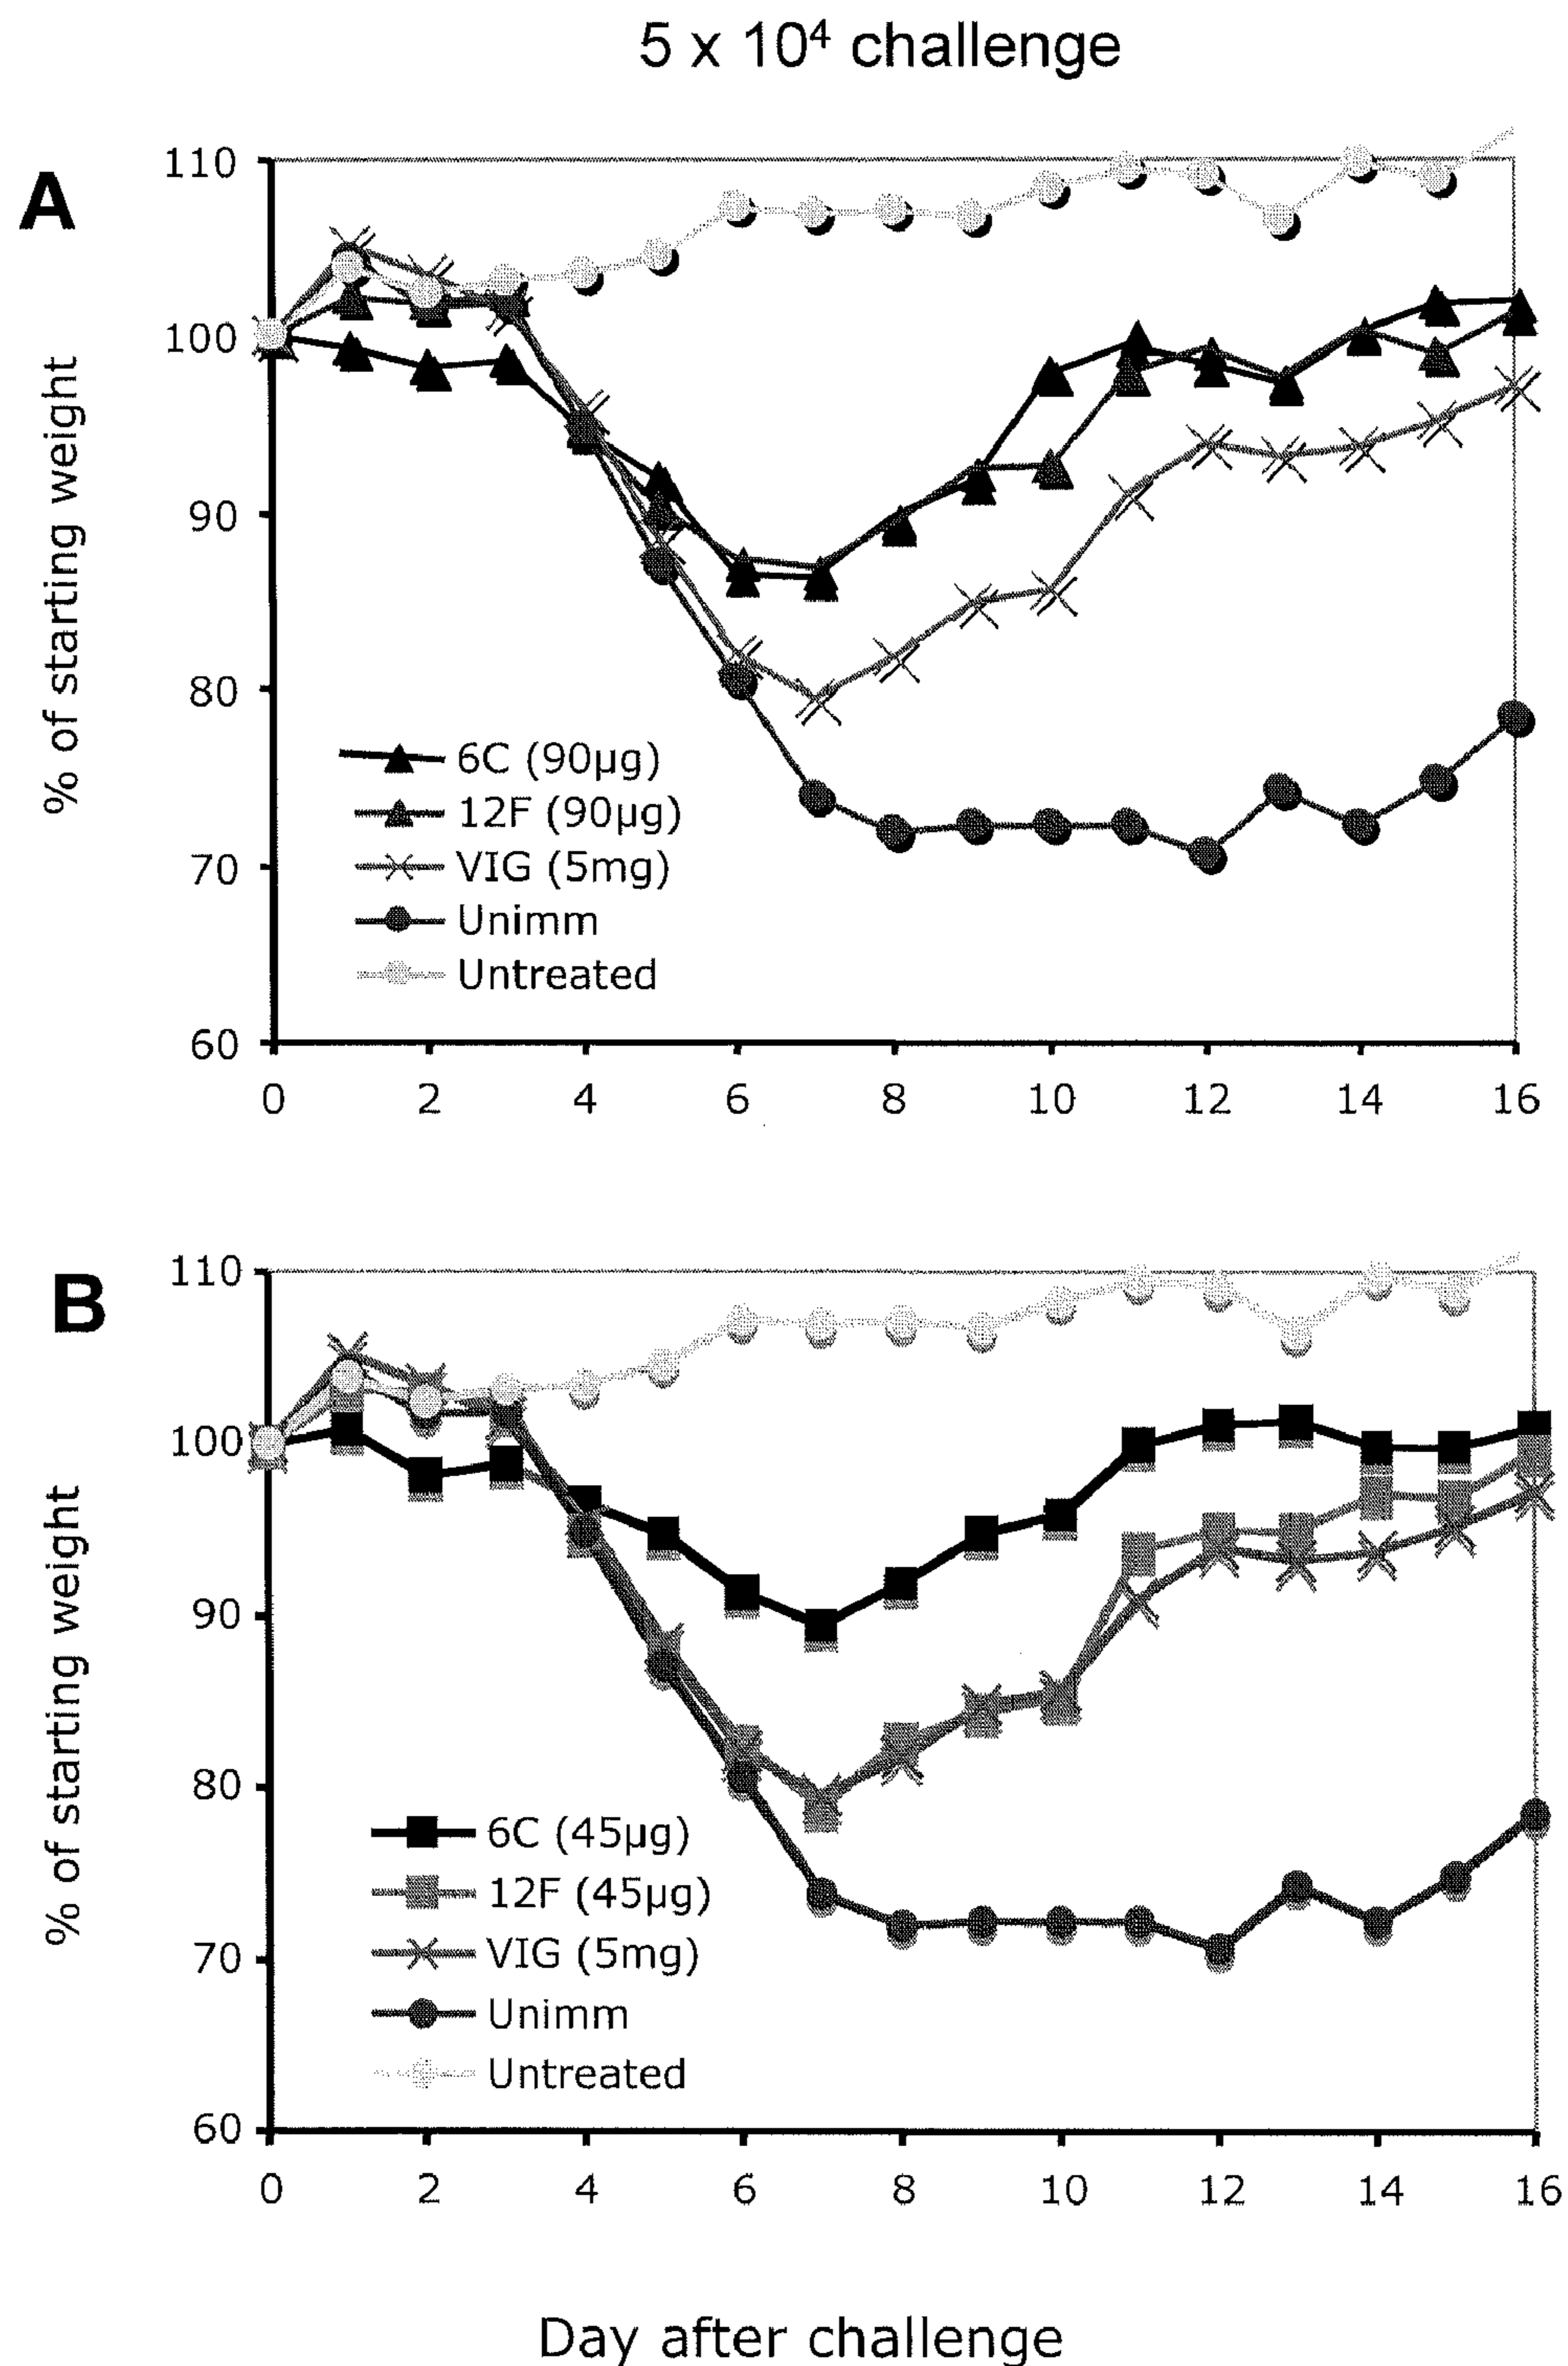 5 x 10⁴ challenge
A
110
100
90
80
70
60
% of starting weight
6C (90µg)
12F (90µg)
VIG (5mg)
Unimm
Untreated
0 2 4 6 8 10 12 14 16
B
110
100
90
80
70
60
% of starting weight
6C (45µg)
12F (45µg)
VIG (5mg)
Unimm
Untreated
0 2 4 6 8 10 12 14 16
Day after challenge